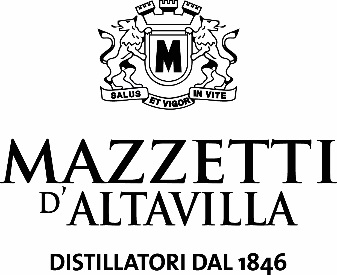 M
SALUS ET VIGOR IN VITE
MAZZETTI
D'ALTAVILLA
DISTILLATORI DAL 1846